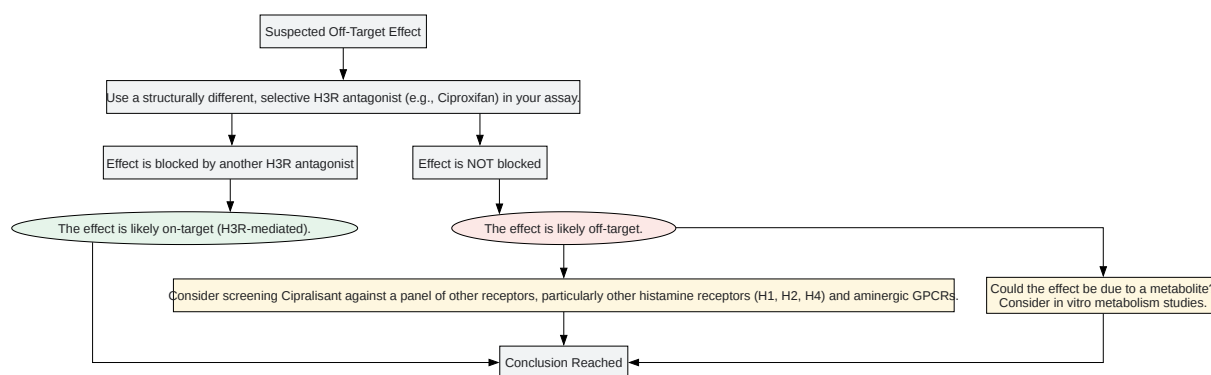 Suspected Off-Target Effect
Use a structurally different, selective H3R antagonist (e.g., Ciproxifan) in your assay.
Effect is blocked by another H3R antagonist
Effect is NOT blocked
The effect is likely on-target (H3R-mediated).
The effect is likely off-target.
Consider screening Cipralisant against a panel of other receptors, particularly other histamine receptors (H1, H2, H4) and aminergic GPCRs.
Could the effect be due to a metabolite?
Consider in vitro metabolism studies.
Conclusion Reached